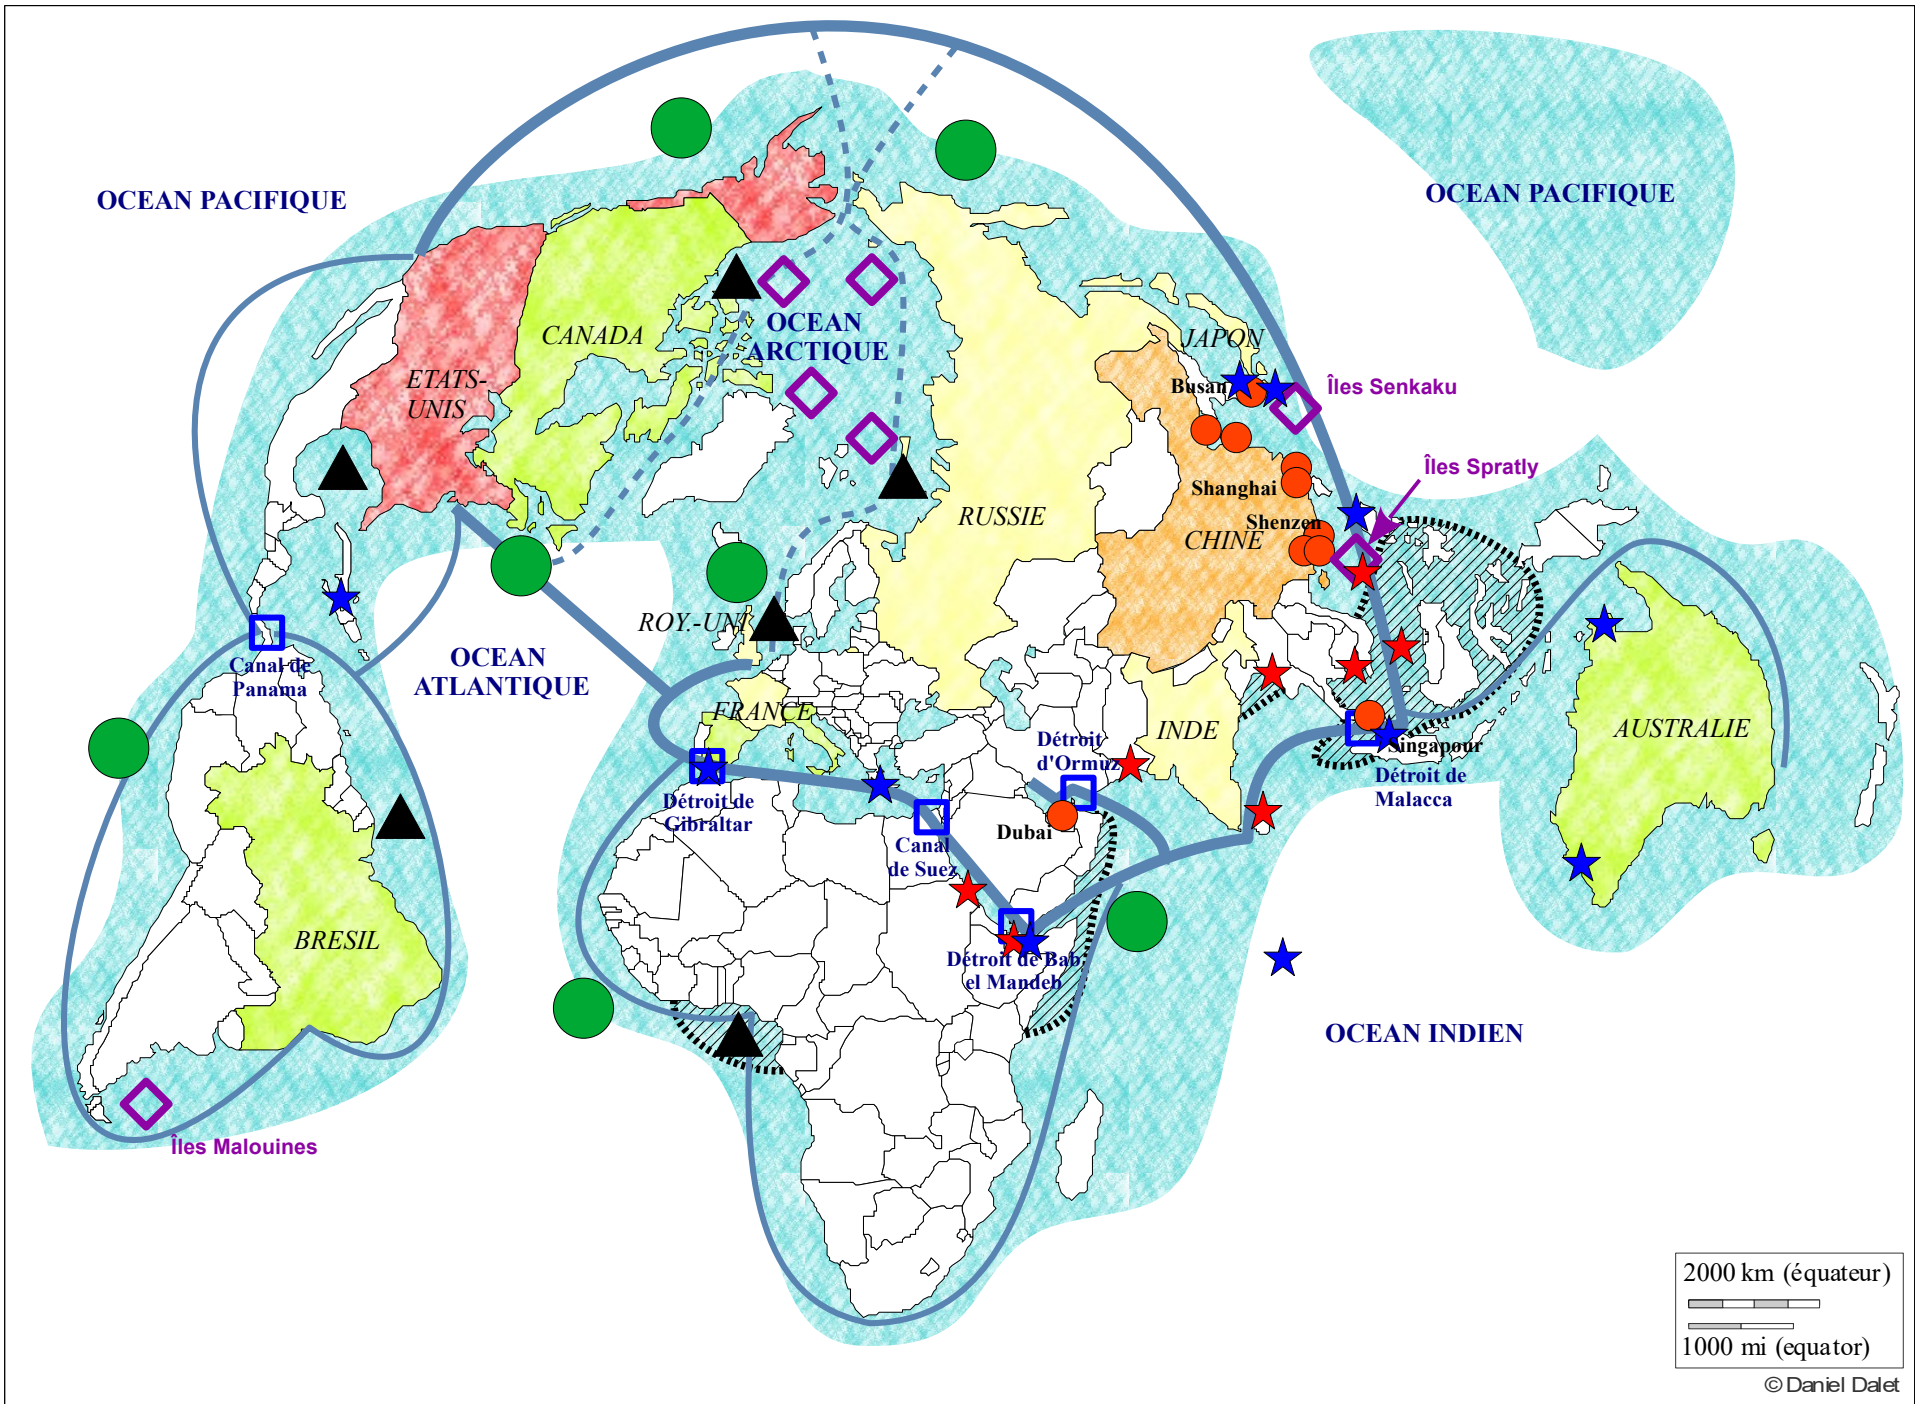 OCEAN PACIFIQUE
OCEAN PACIFIQUE
CANADA
OCEAN
ARCTIQUE
JAPON
ETATS-
UNIS
Busan
Îles Senkaku
Îles Spratly
Shanghai
RUSSIE
Shenzen
CHINE
ROY.-UNI
OCEAN
ATLANTIQUE
Canal de
Panama
FRANCE
INDE
AUSTRALIE
Détroit
d'Ormuz
Singapour
Détroit de
Malacca
Détroit de
Gibraltar
Dubai
Canal
de Suez
BRESIL
Détroit de Bab
el Mandeb
OCEAN INDIEN
Îles Malouines
2000 km (équateur)
1000 mi (equator)
© Daniel Dalet